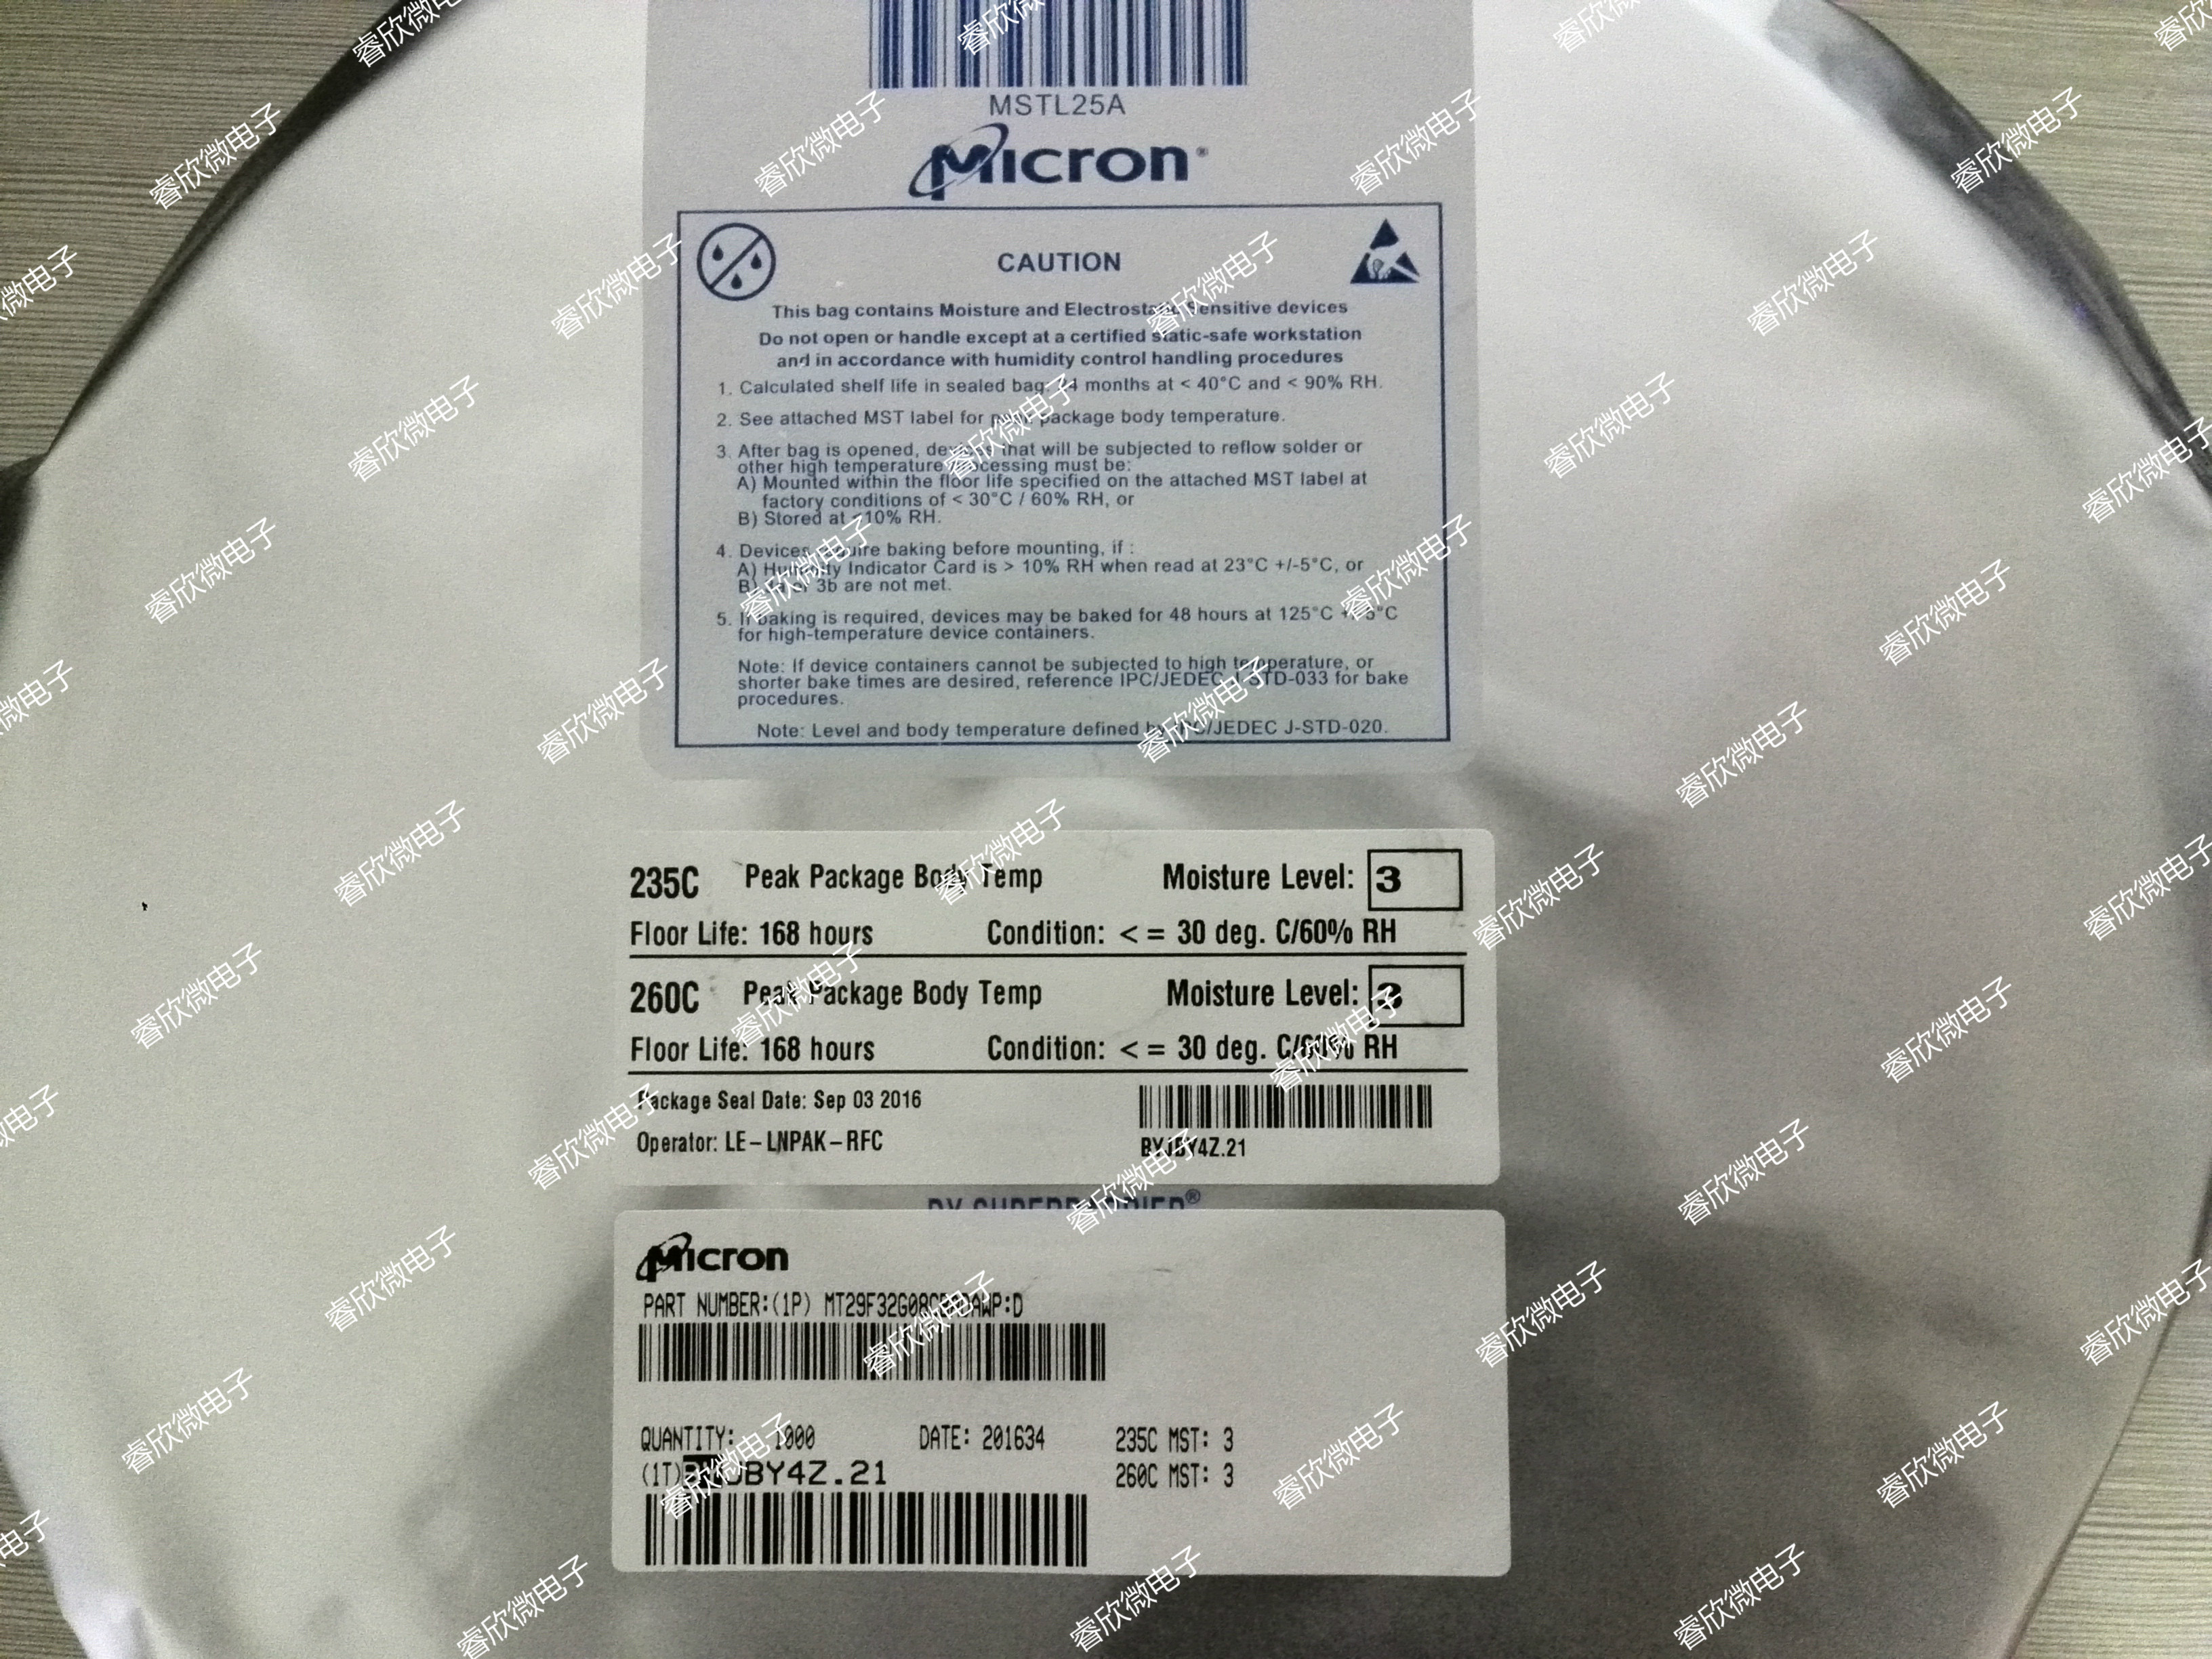 MSTL25A
Micron®
CAUTION
This bag contains Moisture and Electrostatic Sensitive devices
Do not open or handle except at a certified static-safe workstation
and in accordance with humidity control handling procedures
1. Calculated shelf life in sealed bag: months at < 40°C and < 90% RH.
2. See attached MST label for peak package body temperature.
3. After bag is opened, devices that will be subjected to reflow solder or
other high temperature processing must be:
A) Mounted within the floor life specified on the attached MST label at
factory conditions of < 30°C / 60% RH, or
B) Stored at <10% RH.
4. Devices require baking before mounting, if :
A) Humidity Indicator Card is > 10% RH when read at 23°C +/-5°C, or
B) or 3b are not met.
5. If baking is required, devices may be baked for 48 hours at 125°C
for high-temperature device containers.
Note: If device containers cannot be subjected to high temperature, or
shorter bake times are desired, reference IPC/JEDEC J-STD-033 for bake
procedures.
Note: Level and body temperature defined by IPC/JEDEC J-STD-020.
235C Peak Package Body Temp Moisture Level: 3
Floor Life: 168 hours Condition: <= 30 deg. C/60% RH
260C Peak Package Body Temp Moisture Level: 3
Floor Life: 168 hours Condition: <= 30 deg. C/60% RH
Package Seal Date: Sep 03 2016
Operator: LE-LNPAK-RFC
BYJBY4Z.21
Micron
PART NUMBER:(1P)
QUANTITY: 1000 DATE: 201634 235C MST: 3
(1T)BYJBY4Z.21 260C MST: 3
睿欣微电子